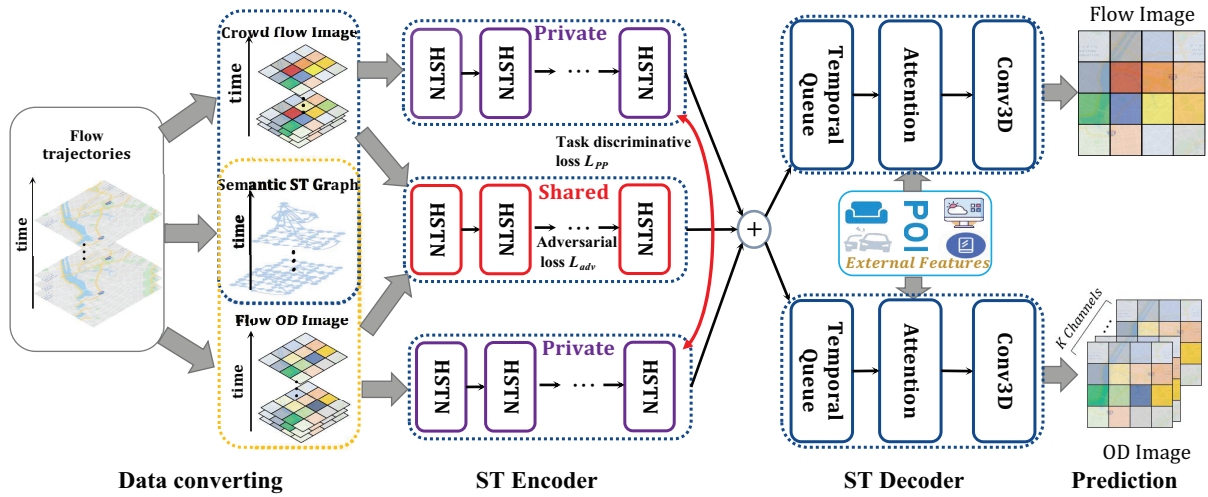 Flow
trajectories
time
Crowd flow Image
time
Semantic ST Graph
time
Flow OD Image
time
Private
HSTN
HSTN
...
HSTN
Task discriminative
loss L_PP
Shared
HSTN
HSTN
...
HSTN
Adversarial
loss L_adv
Private
HSTN
HSTN
...
HSTN
+
Temporal
Queue
Attention
Conv3D
POI
External Features
Temporal
Queue
Attention
Conv3D
Flow Image
K Channels
...
OD Image
Data converting
ST Encoder
ST Decoder
Prediction